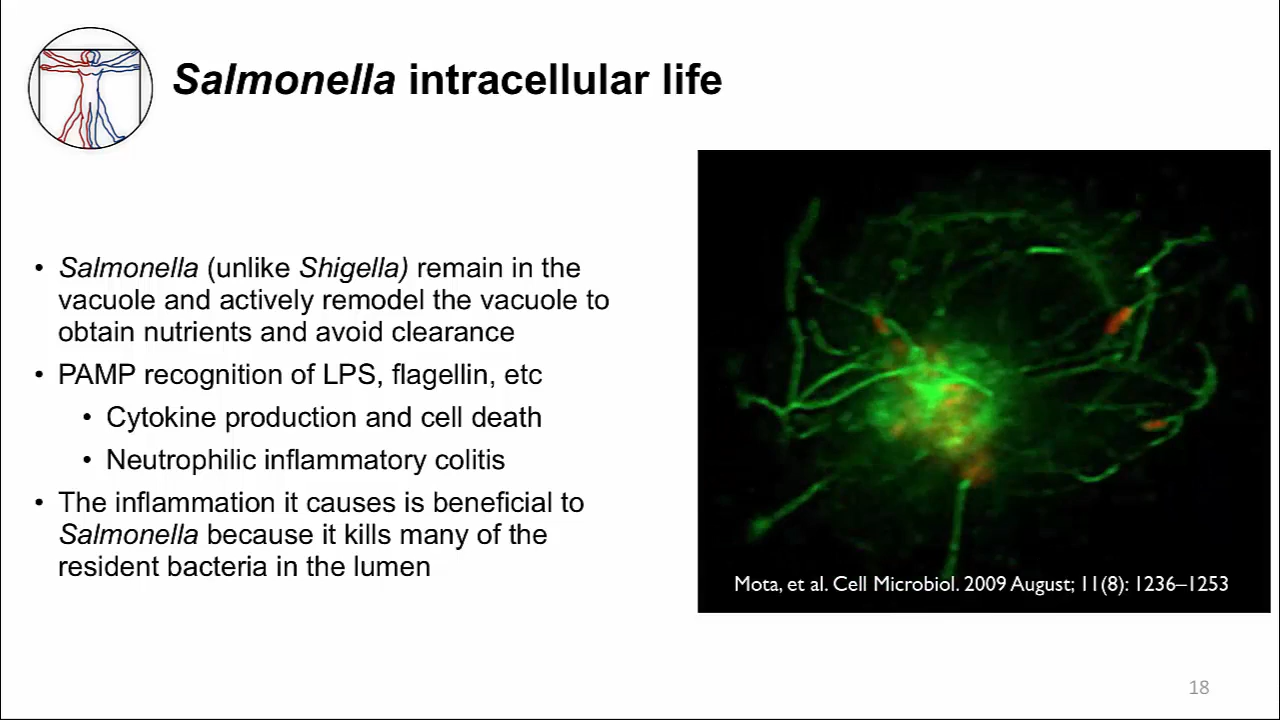 Salmonella intracellular life
• Salmonella (unlike Shigella) remain in the
vacuole and actively remodel the vacuole to
obtain nutrients and avoid clearance
• PAMP recognition of LPS, flagellin, etc
• Cytokine production and cell death
• Neutrophilic inflammatory colitis
• The inflammation it causes is beneficial to
Salmonella because it kills many of the
resident bacteria in the lumen
Mota, et al. Cell Microbiol. 2009 August; 11(8): 1236–1253
18